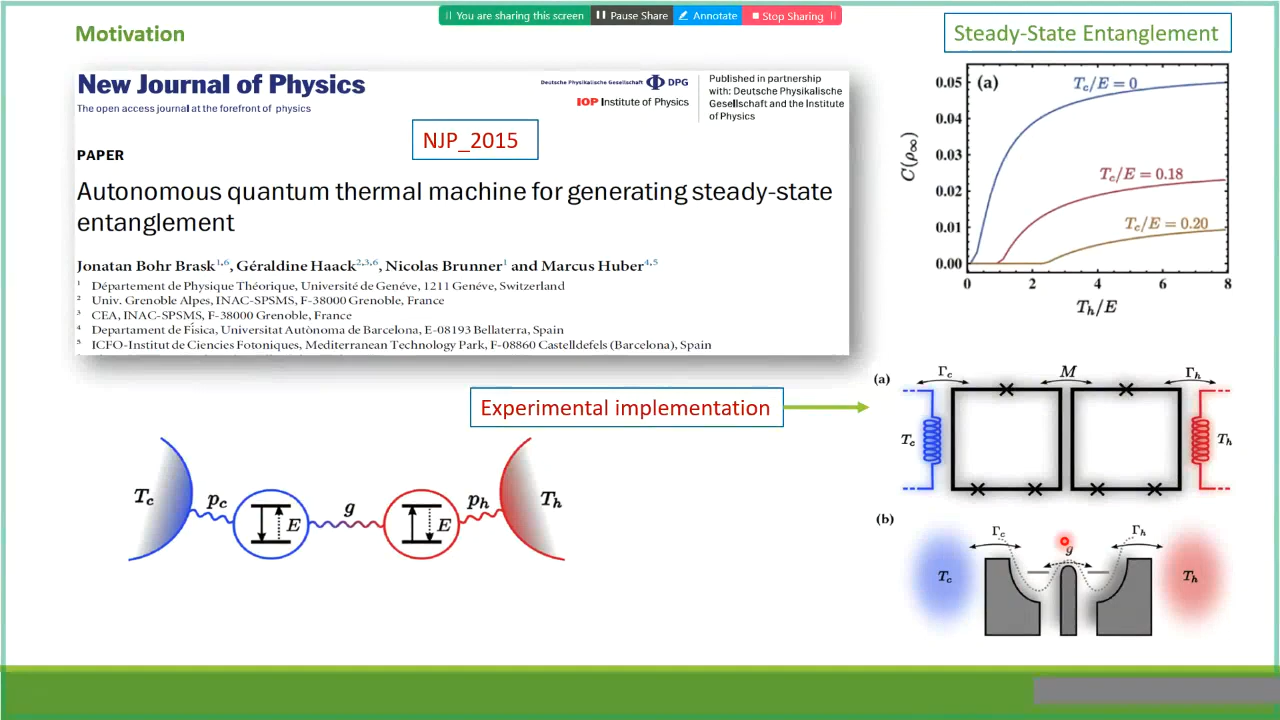 You are sharing this screen
Pause Share
Annotate
Stop Sharing
Motivation
Steady-State Entanglement
New Journal of Physics
The open access journal at the forefront of physics
Deutsche Physikalische Gesellschaft DPG
IOP Institute of Physics
Published in partnership
with: Deutsche Physikalische
Gesellschaft and the Institute
of Physics
NJP_2015
PAPER
Autonomous quantum thermal machine for generating steady-state
entanglement
Jonatan Bohr Brask1,6, Géraldine Haack2,3,6, Nicolas Brunner1 and Marcus Huber4,5
1 Département de Physique Théorique, Université de Genéve, 1211 Genéve, Switzerland
2 Univ. Grenoble Alpes, INAC-SPSMS, F-38000 Grenoble, France
3 CEA, INAC-SPSMS, F-38000 Grenoble, France
4 Departament de Física, Universitat Autònoma de Barcelona, E-08193 Bellaterra, Spain
5 ICFO-Institut de Ciencies Fotoniques, Mediterranean Technology Park, F-08860 Castelldefels (Barcelona), Spain
(a)
Tc/E = 0
Tc/E = 0.18
Tc/E = 0.20
C(ρ∞)
0.05
0.04
0.03
0.02
0.01
0.00
0 2 4 6 8
Th/E
Experimental implementation
Tc pc E g E ph Th
(a)
Γc M Γh
Tc Th
(b)
Γc g Γh
Tc Th